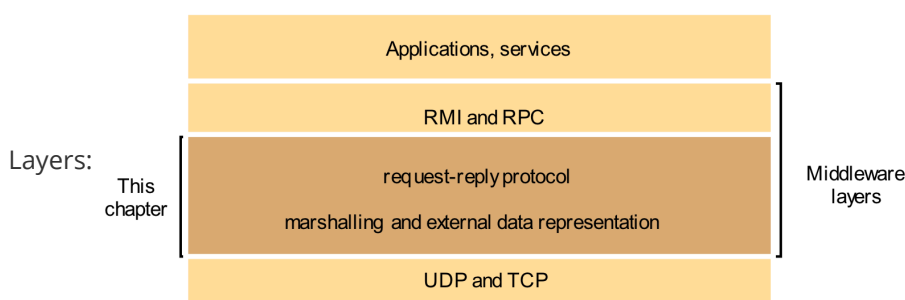 Applications, services
RMI and RPC
Layers:
This
chapter
request-reply protocol
marshalling and external data representation
Middleware
layers
UDP and TCP